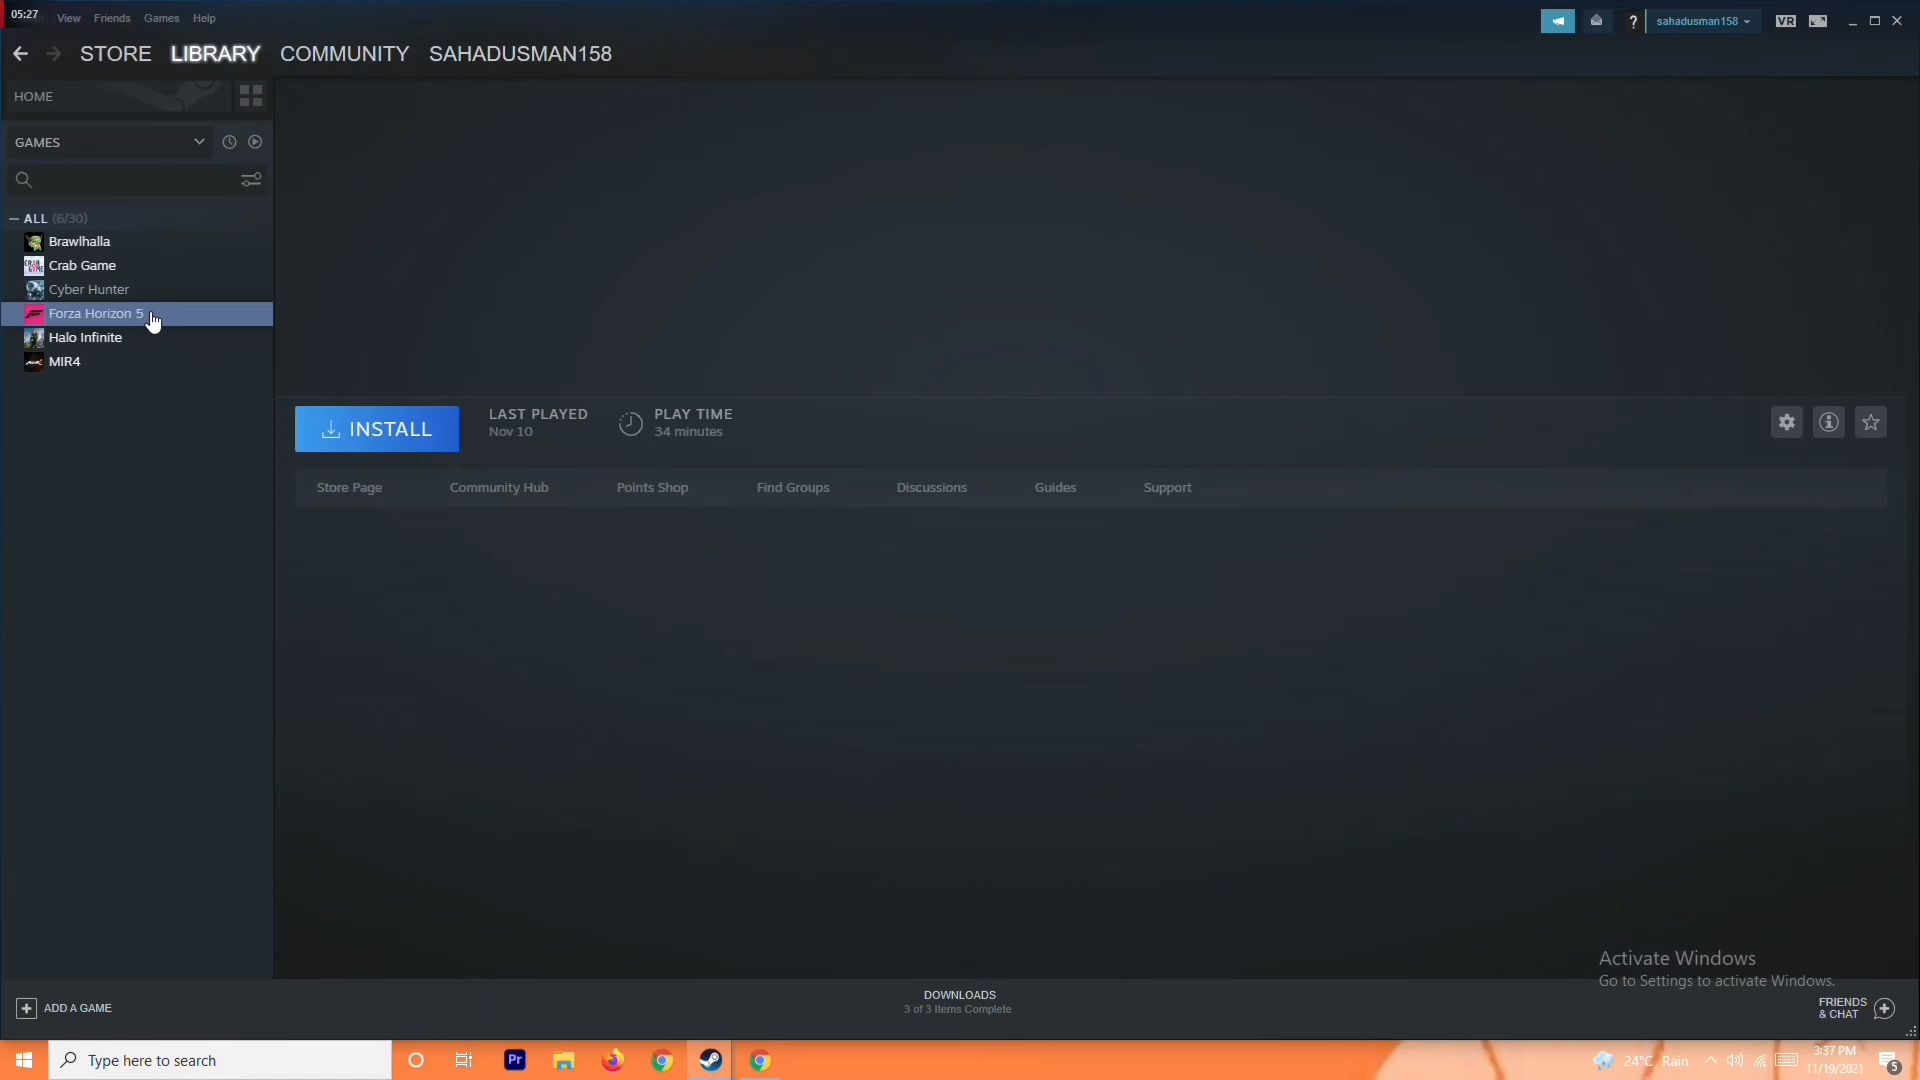 05:27
View Friends Games Help
sahadusman158
VR
STORE LIBRARY COMMUNITY SAHADUSMAN158
HOME
GAMES
ALL (6/30)
Brawlhalla
Crab Game
Cyber Hunter
Forza Horizon 5
Halo Infinite
MIR4
INSTALL
LAST PLAYED
Nov 10
PLAY TIME
34 minutes
Store Page Community Hub Points Shop Find Groups Discussions Guides Support
Activate Windows
Go to Settings to activate Windows.
ADD A GAME
DOWNLOADS
3 of 3 Items Complete
FRIENDS
& CHAT
Type here to search
Pr
24°C Rain
3:37 PM
11/19/2021
5